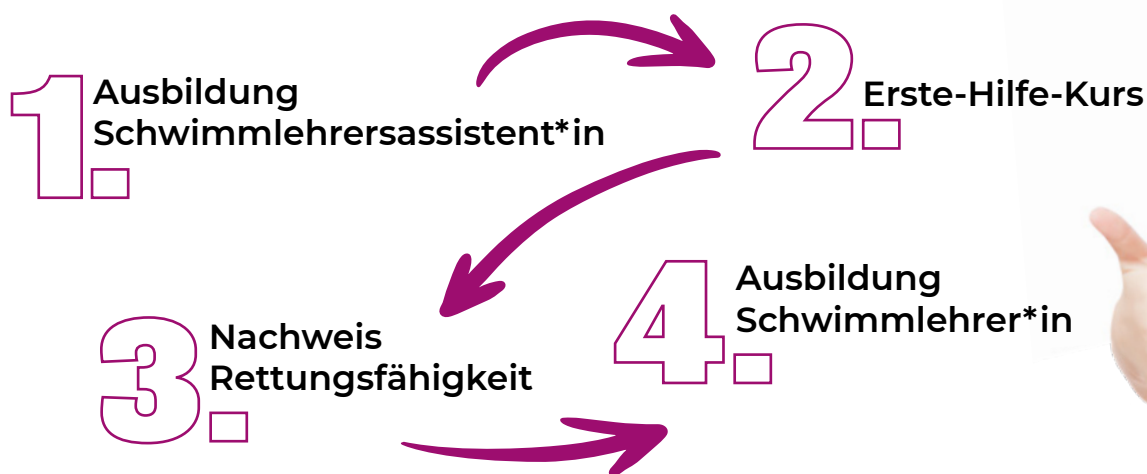 1.
Ausbildung
Schwimmlehrersassistent*in
2.
Erste-Hilfe-Kurs
3.
Nachweis
Rettungsfähigkeit
4.
Ausbildung
Schwimmlehrer*in